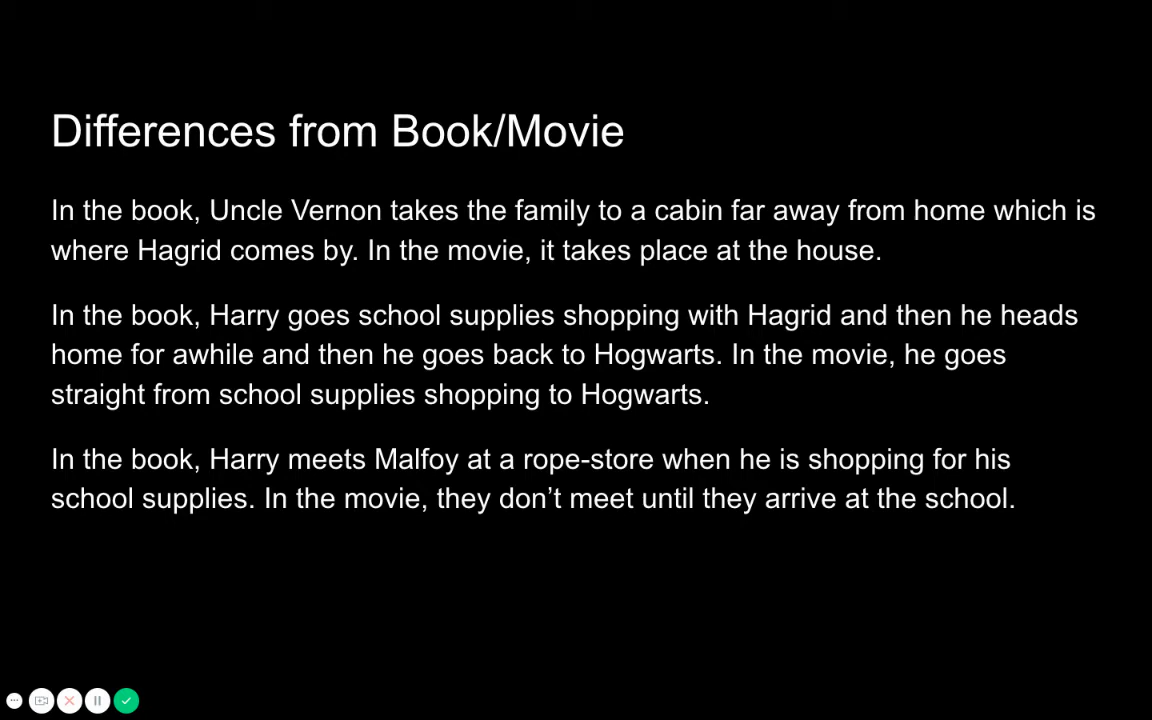 Differences from Book/Movie
In the book, Uncle Vernon takes the family to a cabin far away from home which is
where Hagrid comes by. In the movie, it takes place at the house.
In the book, Harry goes school supplies shopping with Hagrid and then he heads
home for awhile and then he goes back to Hogwarts. In the movie, he goes
straight from school supplies shopping to Hogwarts.
In the book, Harry meets Malfoy at a rope-store when he is shopping for his
school supplies. In the movie, they don’t meet until they arrive at the school.